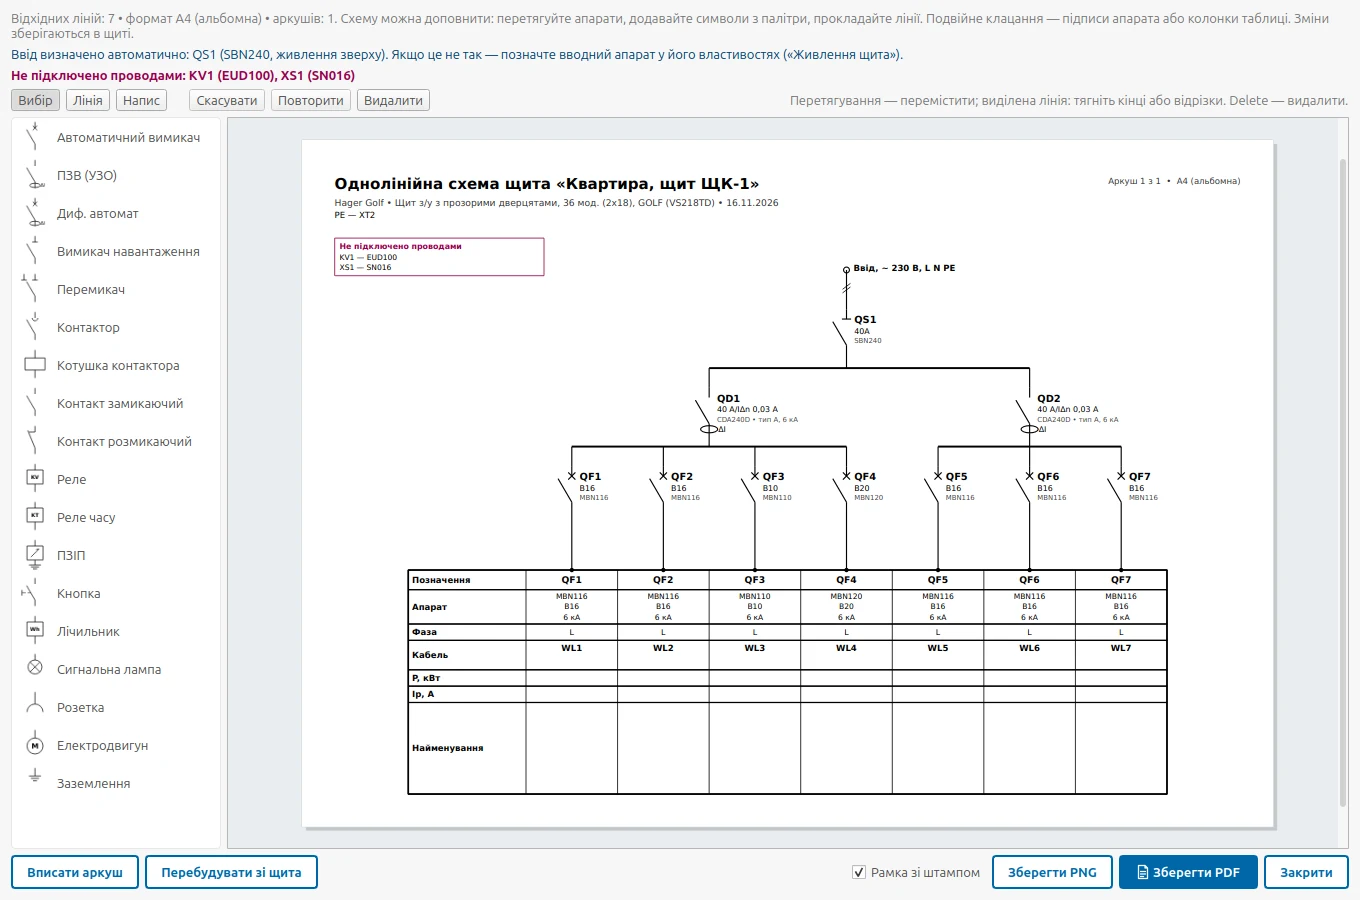 Відхідних ліній: 7 • формат A4 (альбомна) • аркушів: 1. Схему можна доповнити: перетягуйте апарати, додавайте символи з палітри, прокладайте лінії. Подвійне клацання — підписи апарата або колонки таблиці. Зміни
зберігаються в щиті.
Ввід визначено автоматично: QS1 (SBN240, живлення зверху). Якщо це не так — позначте вводний апарат у його властивостях («Живлення щита»).
Не підключено проводами: KV1 (EUD100), XS1 (SN016)
Вибір Лінія Напис Скасувати Повторити Видалити Перетягування — перемістити; виділена лінія: тягніть кінці або відрізки. Delete — видалити.
Автоматичний вимикач
ПЗВ (УЗО)
Диф. автомат
Вимикач навантаження
Перемикач
Контактор
Котушка контактора
Контакт замикаючий
Контакт розмикаючий
KV Реле
KT Реле часу
ПЗІП
Кнопка
Wh Лічильник
Сигнальна лампа
Розетка
M Електродвигун
Заземлення
Однолінійна схема щита «Квартира, щит ЩК-1»
Аркуш 1 з 1 • A4 (альбомна)
Hager Golf • Щит з/у з прозорими дверцятами, 36 мод. (2x18), GOLF (VS218TD) • 16.11.2026
PE — XT2
Не підключено проводами
KV1 — EUD100
XS1 — SN016
Ввід, ~ 230 В, L N PE
QS1
40A
SBN240
QD1 QD2
40 А/IΔn 0,03 А 40 А/IΔn 0,03 А
CDA240D • тип A, 6 кА CDA240D • тип A, 6 кА
ΔI ΔI
QF1 QF2 QF3 QF4 QF5 QF6 QF7
B16 B16 B10 B20 B16 B16 B16
MBN116 MBN116 MBN110 MBN120 MBN116 MBN116 MBN116
Позначення QF1 QF2 QF3 QF4 QF5 QF6 QF7
MBN116 MBN116 MBN110 MBN120 MBN116 MBN116 MBN116
Апарат B16 B16 B10 B20 B16 B16 B16
6 кА 6 кА 6 кА 6 кА 6 кА 6 кА 6 кА
Фаза L L L L L L L
Кабель WL1 WL2 WL3 WL4 WL5 WL6 WL7
P, кВт
Iр, А
Найменування
Вписати аркуш Перебудувати зі щита Рамка зі штампом Зберегти PNG Зберегти PDF Закрити